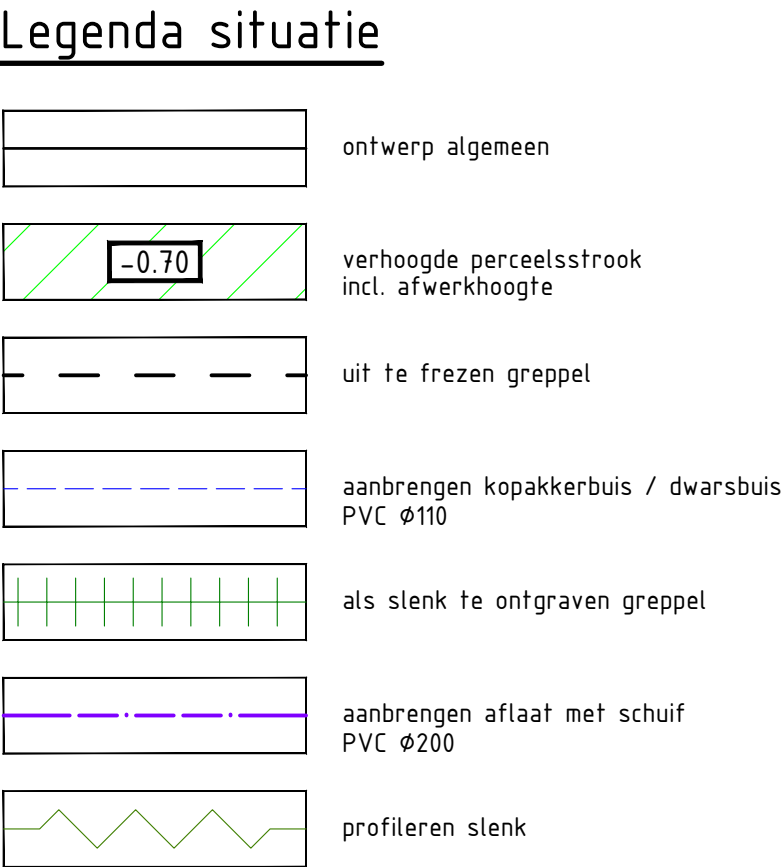 Legenda situatie
ontwerp algemeen
-0.70
verhoogde perceelsstrook
incl. afwerkhoogte
uit te frezen greppel
aanbrengen kopakkerbuis / dwarsbuis
PVC Ø110
als slenk te ontgraven greppel
aanbrengen aflaat met schuif
PVC Ø200
profileren slenk